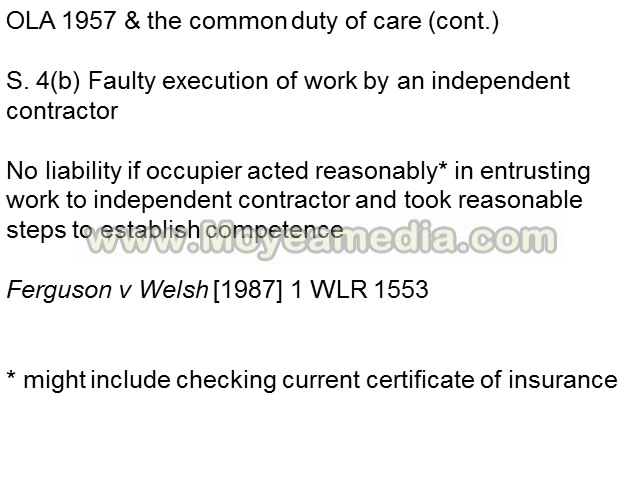 OLA 1957 & the common duty of care (cont.)
S. 4(b) Faulty execution of work by an independent
contractor
No liability if occupier acted reasonably* in entrusting
work to independent contractor and took reasonable
steps to establish competence
www.Moyeamedia.com
Ferguson v Welsh [1987] 1 WLR 1553
* might include checking current certificate of insurance